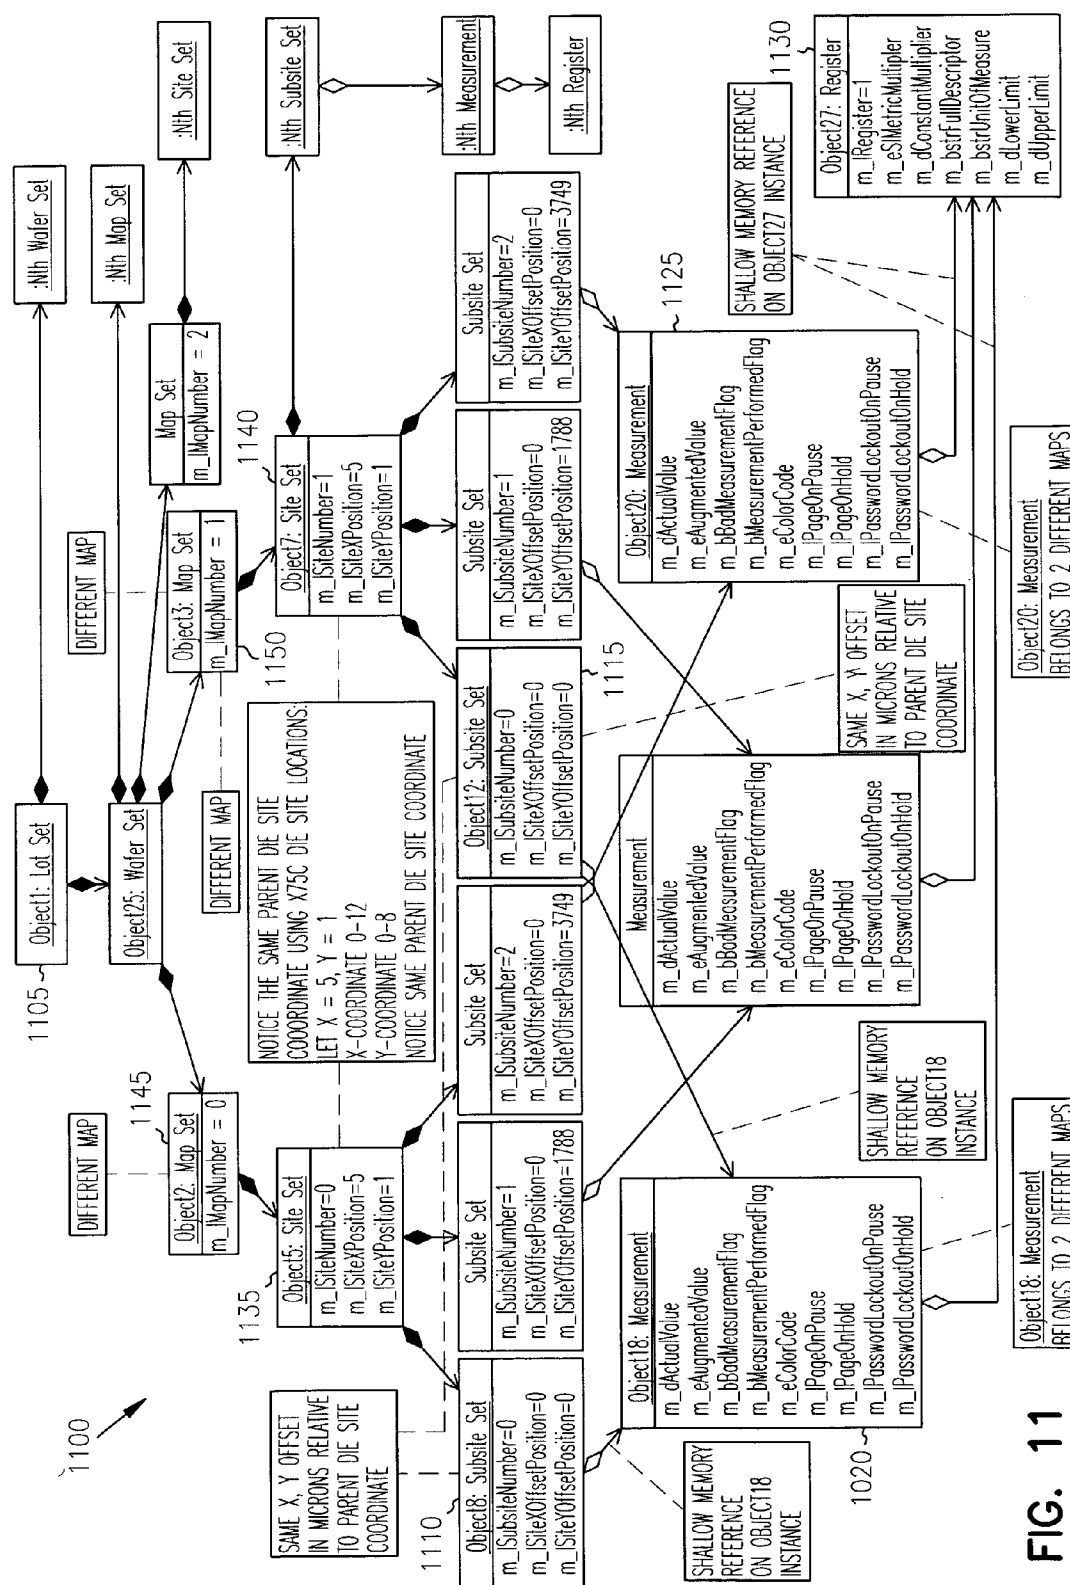 1100
1105
Object1: Lot Set
:Nth Wafer Set
Object25: Wafer Set
:Nth Map Set
DIFFERENT MAP
1145
Object2: Map Set
m_lMapNumber = 0
DIFFERENT MAP
DIFFERENT MAP
Object3: Map Set
m_lMapNumber = 1
1150
Map Set
m_lMapNumber = 2
:Nth Site Set
NOTICE THE SAME PARENT DIE SITE
COOORDINATE USING X75C DIE SITE LOCATIONS:
LET X = 5, Y = 1
X-COORDINATE 0-12
Y-COORDINATE 0-8
NOTICE SAME PARENT DIE SITE COORDINATE
1135
Object5: Site Set
m_lSiteNumber=0
m_lSiteXPosition=5
m_lSiteYPosition=1
1140
Object7: Site Set
m_lSiteNumber=1
m_lSiteXPosition=5
m_lSiteYPosition=1
:Nth Subsite Set
:Nth Measurement
:Nth Register
SAME X, Y OFFSET
IN MICRONS RELATIVE
TO PARENT DIE SITE
COORDINATE
1110
Object8: Subsite Set
m_lSubsiteNumber=0
m_lSiteXOffsetPosition=0
m_lSiteYOffsetPosition=0
Subsite Set
m_lSubsiteNumber=1
m_lSiteXOffsetPosition=0
m_lSiteYOffsetPosition=1788
Subsite Set
m_lSubsiteNumber=2
m_lSiteXOffsetPosition=0
m_lSiteYOffsetPosition=3749
Object12: Subsite Set
m_lSubsiteNumber=0
m_lSiteXOffsetPosition=0
m_lSiteYOffsetPosition=0
1115
Subsite Set
m_lSubsiteNumber=1
m_lSiteXOffsetPosition=0
m_lSiteYOffsetPosition=1788
Subsite Set
m_lSubsiteNumber=2
m_lSiteXOffsetPosition=0
m_lSiteYOffsetPosition=3749
Object18: Measurement
m_dActualValue
m_eAugmentedValue
m_bBadMeasurementFlag
m_bMeasurementPerformedFlag
m_eColorCode
m_lPageOnPause
m_lPageOnHold
m_lPasswordLockoutOnPause
m_lPasswordLockoutOnHold
1020
Measurement
m_dActualValue
m_eAugmentedValue
m_bBadMeasurementFlag
m_bMeasurementPerformedFlag
m_eColorCode
m_lPageOnPause
m_lPageOnHold
m_lPasswordLockoutOnPause
m_lPasswordLockoutOnHold
1125
Object20: Measurement
m_dActualValue
m_eAugmentedValue
m_bBadMeasurementFlag
m_bMeasurementPerformedFlag
m_eColorCode
m_lPageOnPause
m_lPageOnHold
m_lPasswordLockoutOnPause
m_lPasswordLockoutOnHold
SHALLOW MEMORY
REFERENCE
ON OBJECT18
INSTANCE
SHALLOW MEMORY
REFERENCE
ON OBJECT18
INSTANCE
SAME X, Y OFFSET
IN MICRONS RELATIVE
TO PARENT DIE SITE
COORDINATE
SHALLOW MEMORY REFERENCE
ON OBJECT27 INSTANCE
1130
Object27: Register
m_lRegister=1
m_eSIMetricMultipler
m_dConstantMultiplier
m_bstrFullDescriptor
m_bstrUnitOfMeasure
m_dLowerLimit
m_dUpperLimit
Object18: Measurement
BELONGS TO 2 DIFFERENT MAPS
Object20: Measurement
BELONGS TO 2 DIFFERENT MAPS
FIG. 11